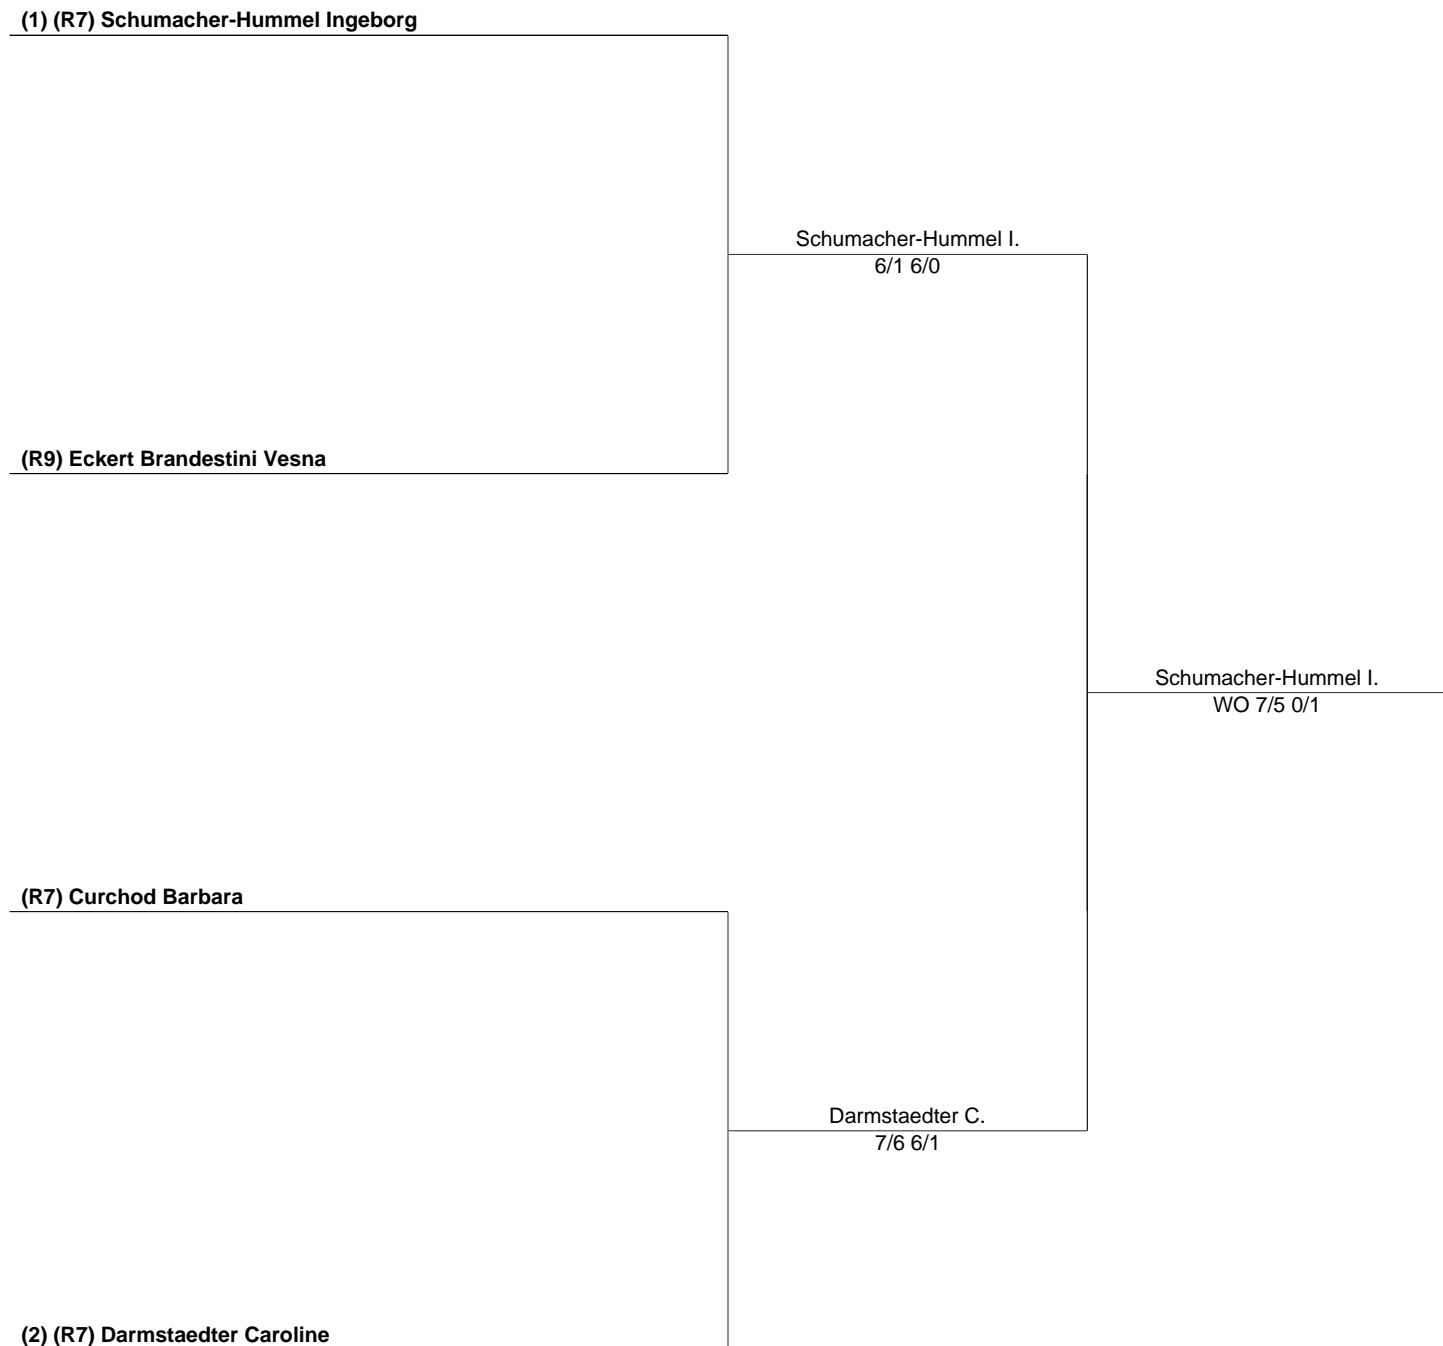 (1) (R7) Schumacher-Hummel Ingeborg
Schumacher-Hummel I.
6/1 6/0
(R9) Eckert Brandestini Vesna
Schumacher-Hummel I.
WO 7/5 0/1
(R7) Curchod Barbara
Darmstaedter C.
7/6 6/1
(2) (R7) Darmstaedter Caroline